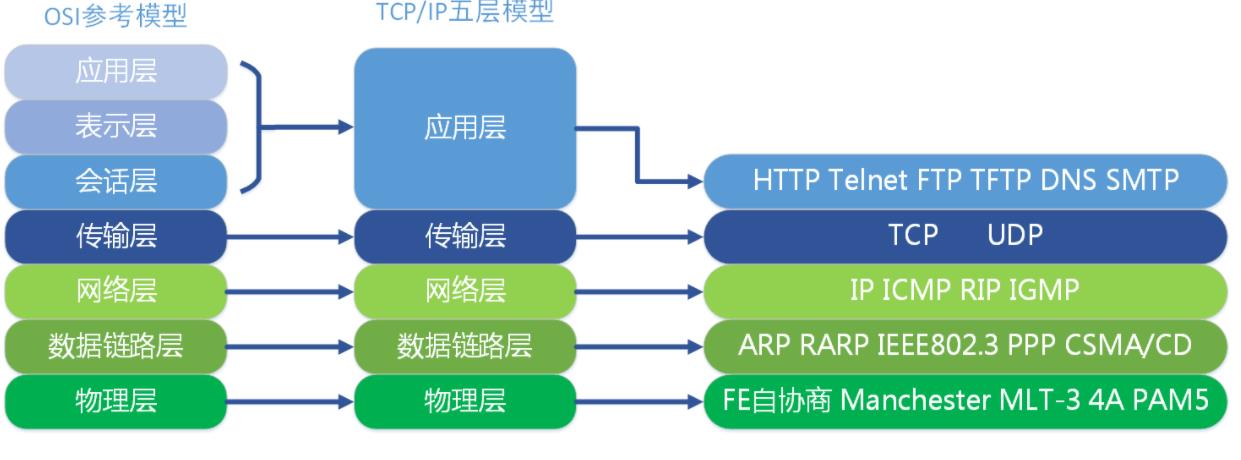 OSI参考模型
TCP/IP五层模型
应用层
表示层
会话层
传输层
网络层
数据链路层
物理层
应用层
传输层
网络层
数据链路层
物理层
HTTP Telnet FTP TFTP DNS SMTP
TCP UDP
IP ICMP RIP IGMP
ARP RARP IEEE802.3 PPP CSMA/CD
FE自协商 Manchester MLT-3 4A PAM5